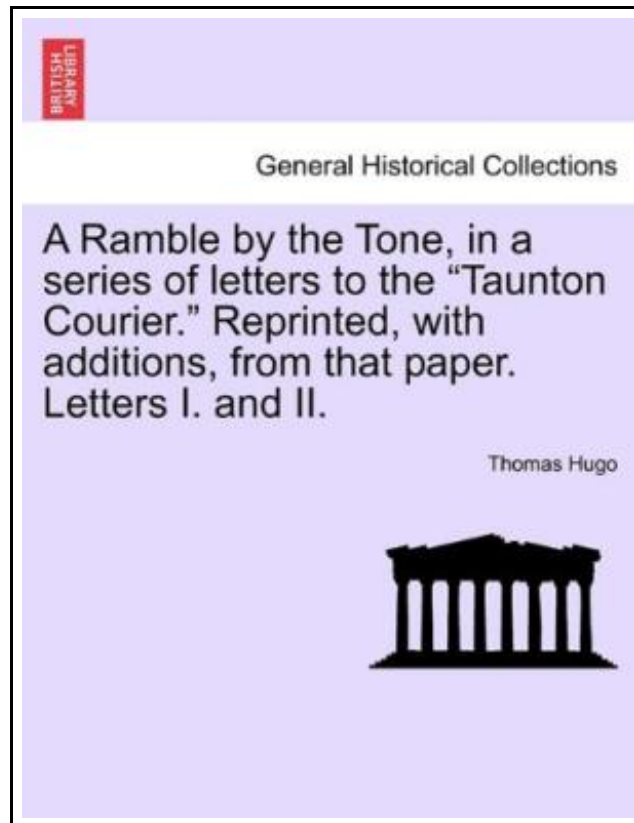 BRITISH
LIBRARY
General Historical Collections
A Ramble by the Tone, in a
series of letters to the “Taunton
Courier.” Reprinted, with
additions, from that paper.
Letters I. and II.
Thomas Hugo